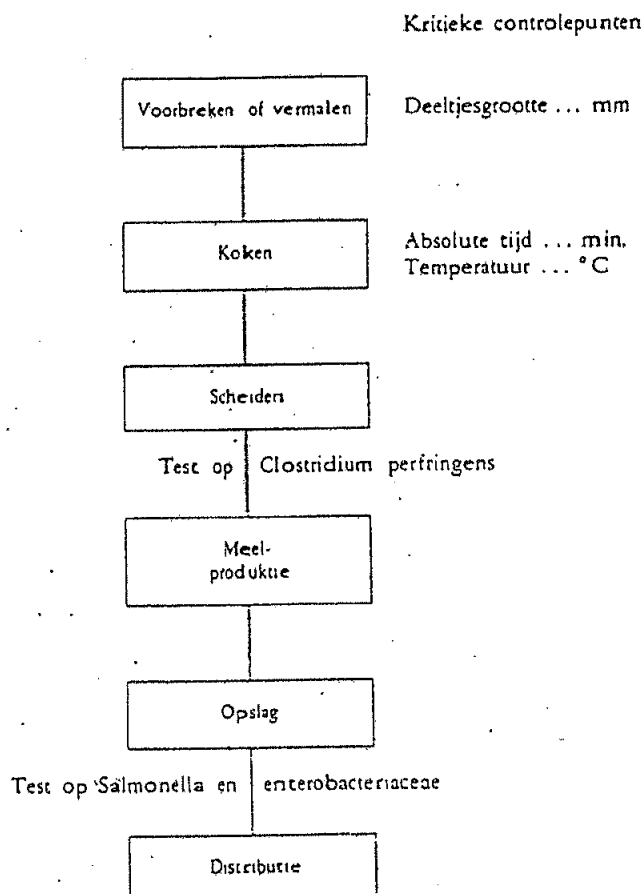 Kritieke controlepunten
Voorbreken of vermalen
Deeltjesgrootte ... mm
Koken
Absolute tijd ... min.
Temperatuur ... °C
Scheiden
Test op Clostridium perfringens
Meel-
produktie
Opslag
Test op Salmonella en enterobacteriaceae
Distributie